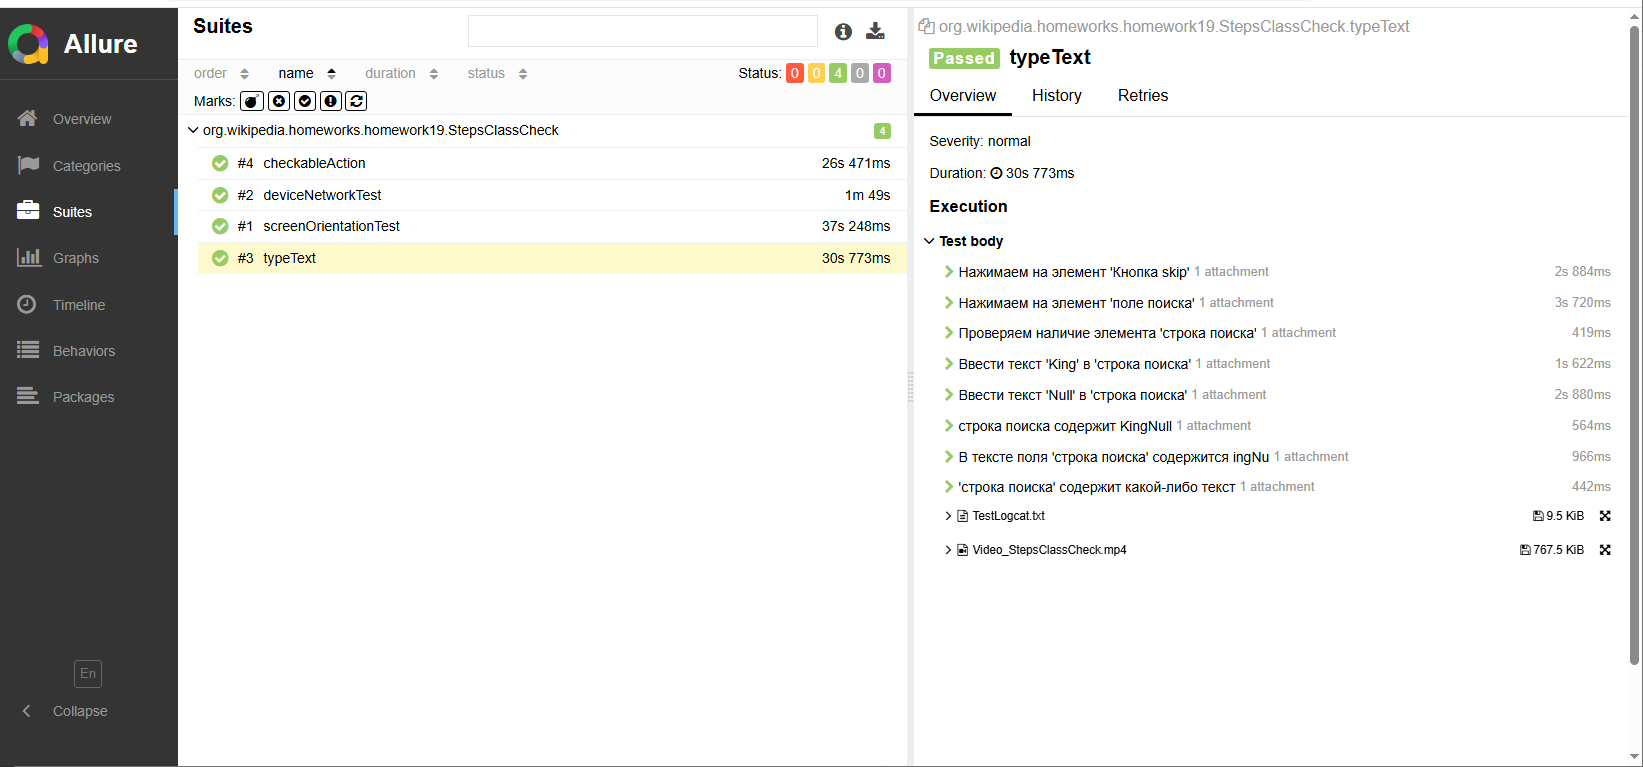 Allure
Overview
Categories
Suites
Graphs
Timeline
Behaviors
Packages
En
Collapse
Suites
order name duration status Status: 0 0 4 0 0
Marks:
org.wikipedia.homeworks.homework19.StepsClassCheck 4
#4 checkableAction 26s 471ms
#2 deviceNetworkTest 1m 49s
#1 screenOrientationTest 37s 248ms
#3 typeText 30s 773ms
org.wikipedia.homeworks.homework19.StepsClassCheck.typeText
Passed typeText
Overview History Retries
Severity: normal
Duration: 30s 773ms
Execution
Test body
Нажимаем на элемент 'Кнопка skip' 1 attachment 2s 884ms
Нажимаем на элемент 'поле поиска' 1 attachment 3s 720ms
Проверяем наличие элемента 'строка поиска' 1 attachment 419ms
Ввести текст 'King' в 'строка поиска' 1 attachment 1s 622ms
Ввести текст 'Null' в 'строка поиска' 1 attachment 2s 880ms
строка поиска содержит KingNull 1 attachment 564ms
В тексте поля 'строка поиска' содержится ingNu 1 attachment 966ms
'строка поиска' содержит какой-либо текст 1 attachment 442ms
TestLogcat.txt 9.5 KiB
Video_StepsClassCheck.mp4 767.5 KiB